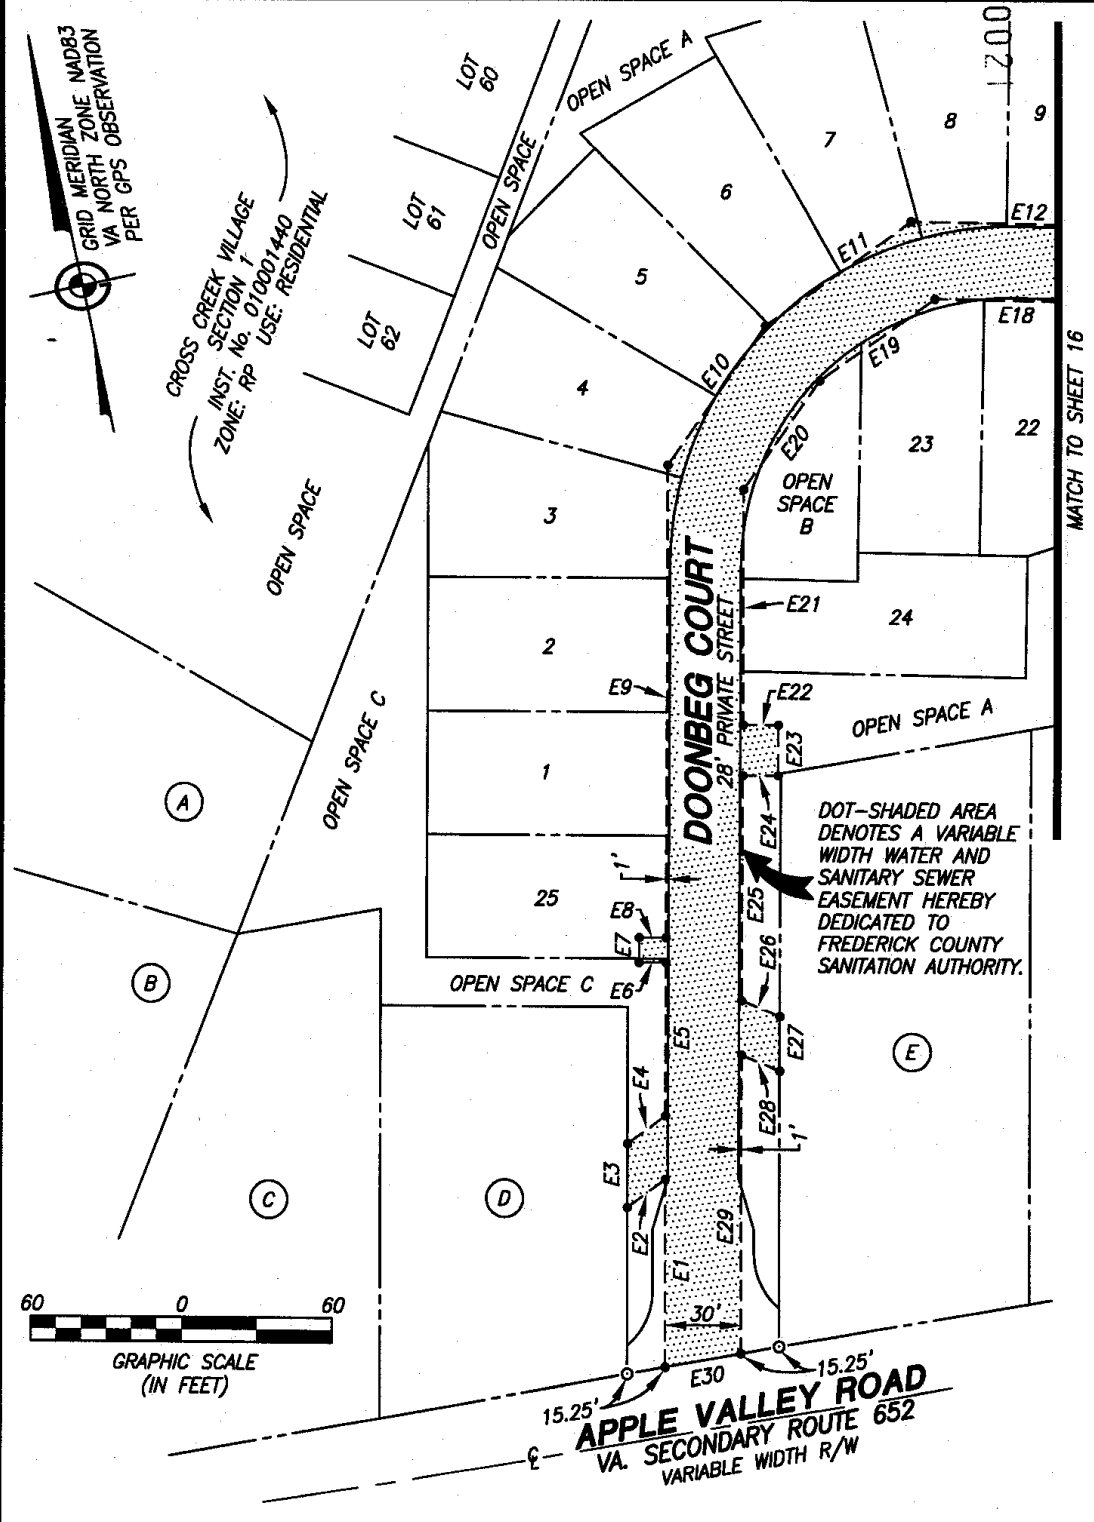 0021
GRID MERIDIAN
VA NORTH ZONE NAD83
PER GPS OBSERVATION
CROSS CREEK VILLAGE
SECTION 1
INST. No. 010001440
ZONE: RP USE: RESIDENTIAL
LOT
60
LOT
61
LOT
62
OPEN SPACE
OPEN SPACE A
OPEN SPACE
OPEN SPACE C
9
8
7
6
5
4
3
2
1
25
E12
E11
E10
E18
E19
E20
OPEN
SPACE
B
23
22
24
MATCH TO SHEET 16
DOONBEG COURT
28' PRIVATE STREET
E21
E9
E22
E23
E24
OPEN SPACE A
DOT-SHADED AREA
DENOTES A VARIABLE
WIDTH WATER AND
SANITARY SEWER
EASEMENT HEREBY
DEDICATED TO
FREDERICK COUNTY
SANITATION AUTHORITY.
1'
E8
E7
E6
E25
E26
OPEN SPACE C
E5
E27
E4
E28
1'
E3
E2
E29
E1
30'
A
B
C
D
E
60 0 60
GRAPHIC SCALE
(IN FEET)
E30
15.25'
15.25'
APPLE VALLEY ROAD
VA. SECONDARY ROUTE 652
VARIABLE WIDTH R/W
℄